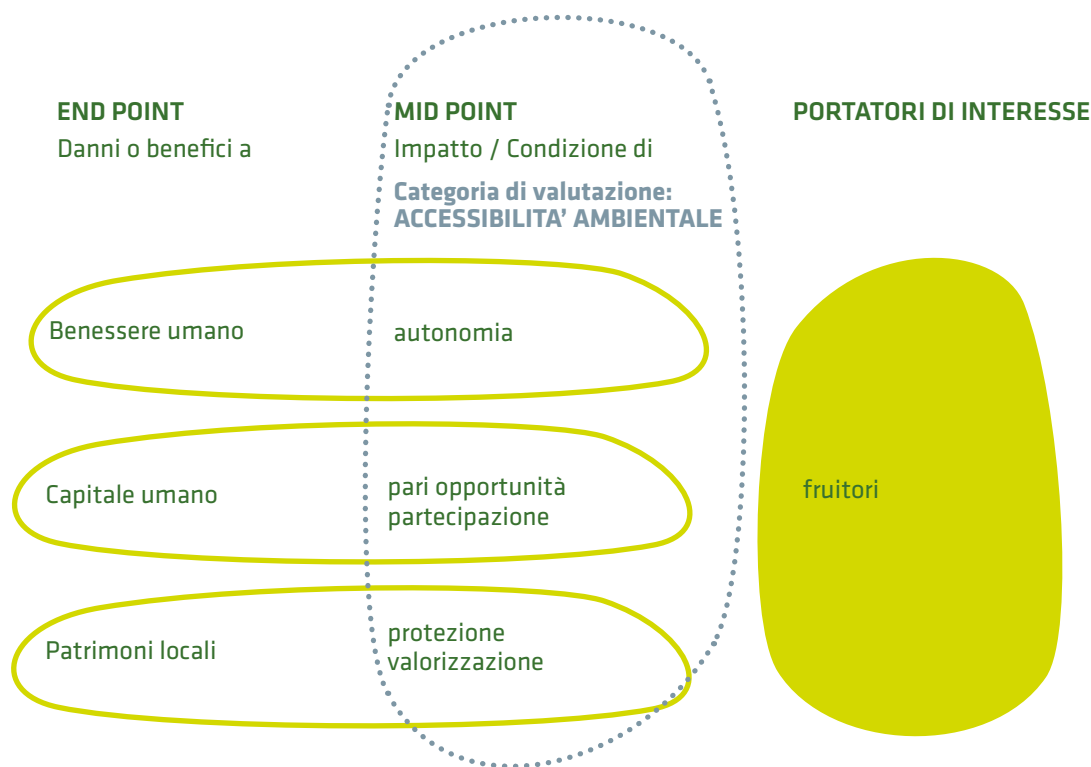 END POINT
Danni o benefici a
MID POINT
Impatto / Condizione di
Categoria di valutazione:
ACCESSIBILITA’ AMBIENTALE
PORTATORI DI INTERESSE
Benessere umano
autonomia
Capitale umano
pari opportunità
partecipazione
fruitori
Patrimoni locali
protezione
valorizzazione